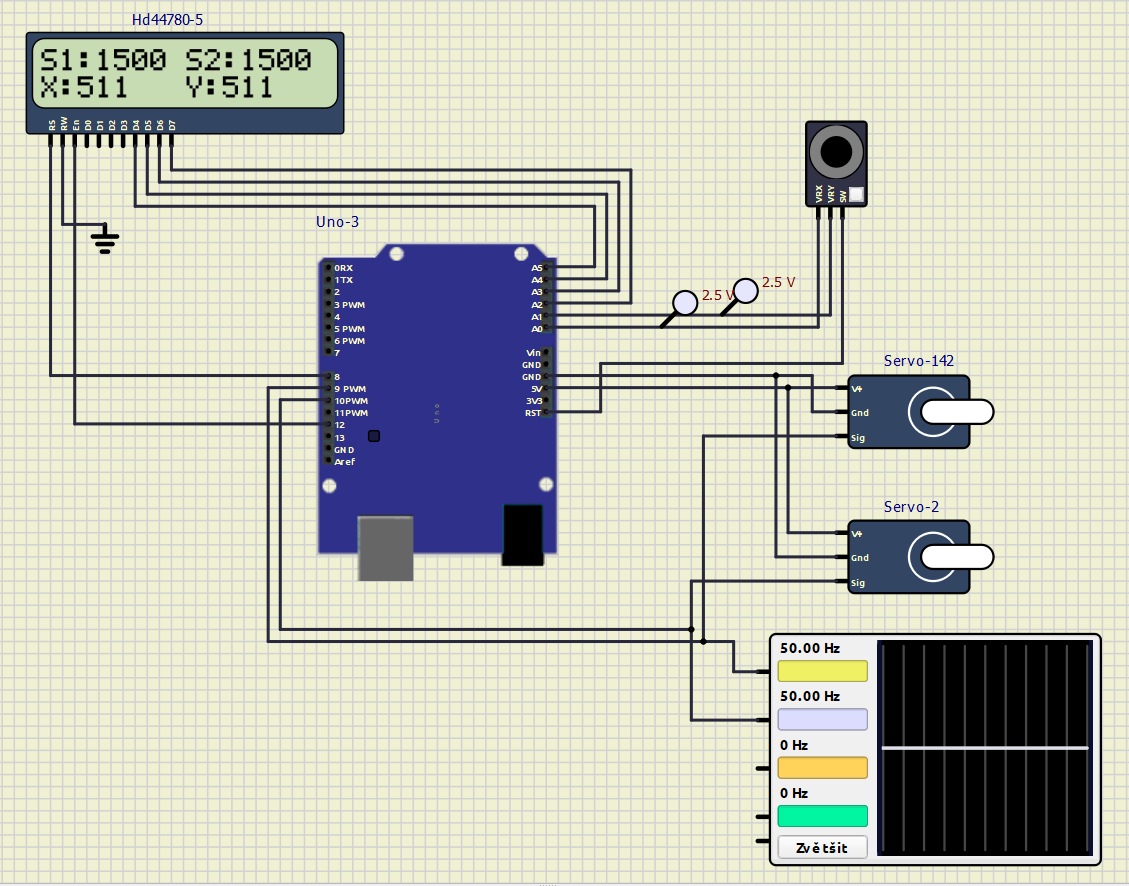 Hd44780-5
S1:1500 S2:1500
X:511 Y:511
RS RW En D0 D1 D2 D3 D4 D5 D6 D7
VRX VRY SW
Uno-3
0RX
1TX
2
3 PWM
4
5 PWM
6 PWM
7
8
9 PWM
10PWM
11PWM
12
13
GND
Aref
Uno
A5
A4
A3
A2
A1
A0
Vin
GND
GND
5V
3V3
RST
2.5 V
2.5 V
Servo-142
V+
Gnd
Sig
Servo-2
V+
Gnd
Sig
50.00 Hz
50.00 Hz
0 Hz
0 Hz
Zvětšit